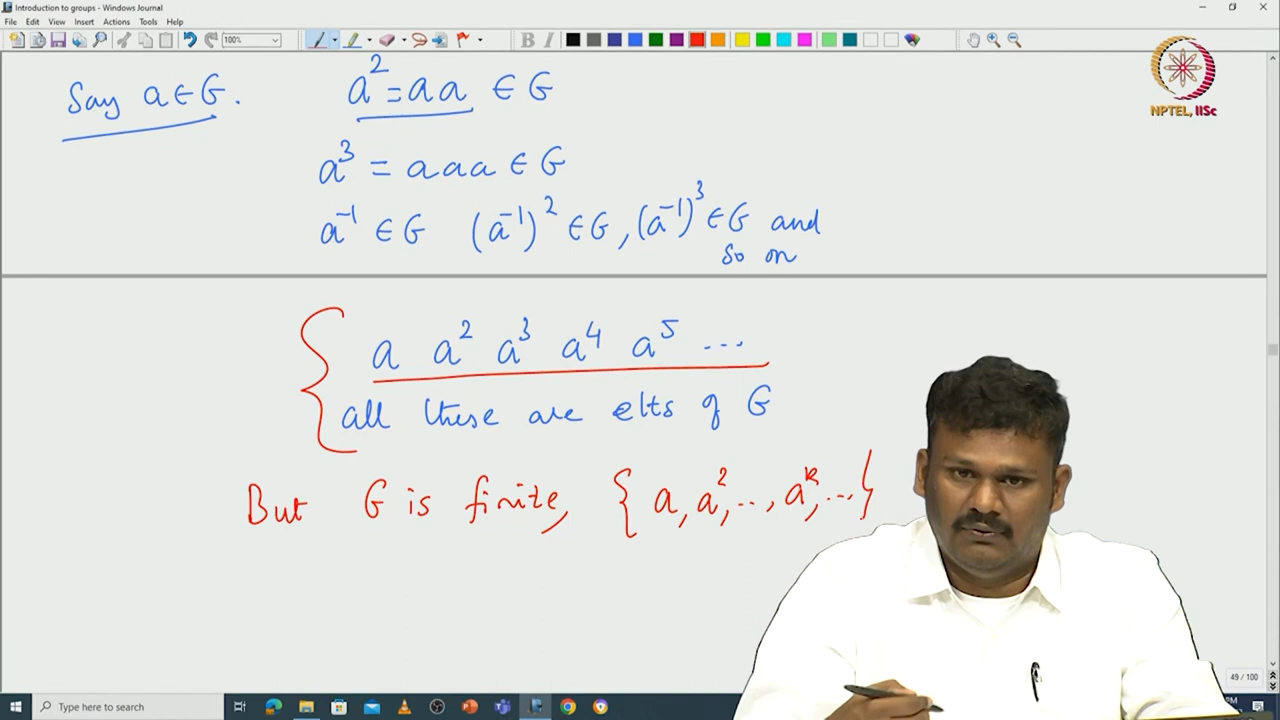 Introduction to groups - Windows Journal
File Edit View Insert Actions Tools Help
100%
B I
Say a∈G. a² = aa ∈ G
a³ = aaa ∈ G
a⁻¹ ∈ G (a⁻¹)² ∈ G, (a⁻¹)³ ∈ G and
so on
a a² a³ a⁴ a⁵ ...
all these are elts of G
But G is finite, { a, a², .., aᵏ, .. }
NPTEL, IISc
49 / 100
Type here to search